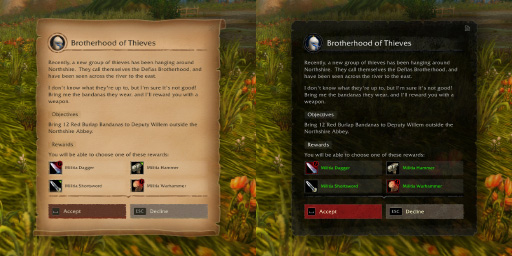 Brotherhood of Thieves
Recently, a new group of thieves has been hanging around
Northshire. They call themselves the Defias Brotherhood, and
have been seen across the river to the east.
I don't know what they're up to, but I'm sure it's not good!
Bring me the bandanas they wear, and I'll reward you with a
weapon.
Objectives
Bring 12 Red Burlap Bandanas to Deputy Willem outside the
Northshire Abbey.
Rewards
You will be able to choose one of these rewards:
Militia Dagger
Militia Hammer
Militia Shortsword
Militia Warhammer
Accept
ESC
Decline
Brotherhood of Thieves
Recently, a new group of thieves has been hanging around
Northshire. They call themselves the Defias Brotherhood, and
have been seen across the river to the east.
I don't know what they're up to, but I'm sure it's not good!
Bring me the bandanas they wear, and I'll reward you with a
weapon.
Objectives
Bring 12 Red Burlap Bandanas to Deputy Willem outside the
Northshire Abbey.
Rewards
You will be able to choose one of these rewards:
Militia Dagger
Militia Hammer
Militia Shortsword
Militia Warhammer
Accept
ESC
Decline